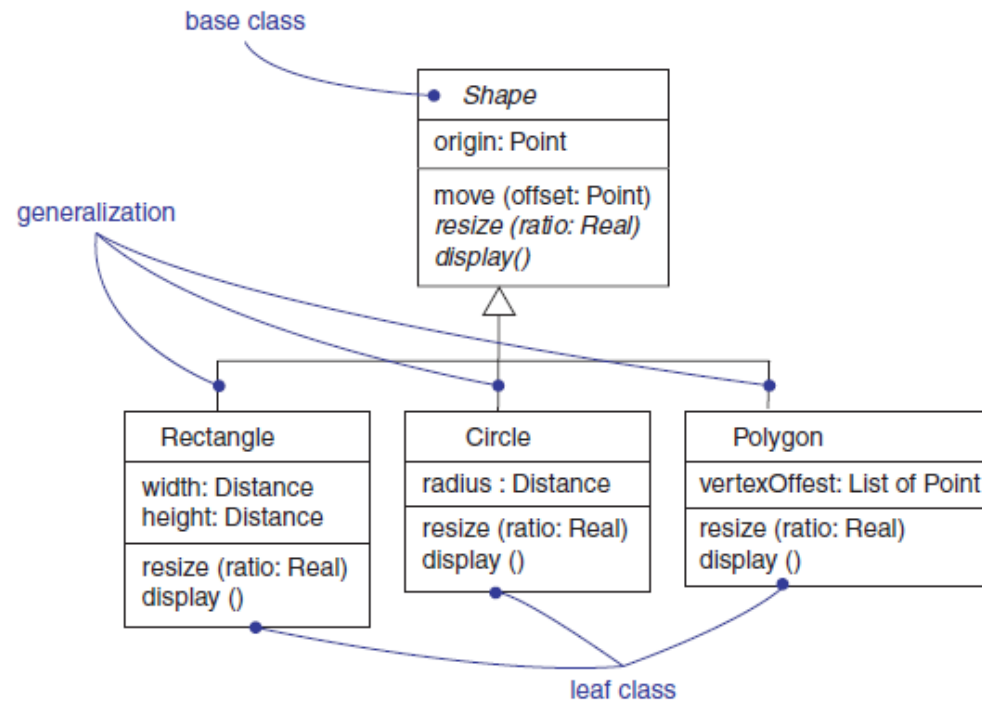 base class
Shape
origin: Point
move (offset: Point)
resize (ratio: Real)
display()
generalization
Rectangle
width: Distance
height: Distance
resize (ratio: Real)
display ()
Circle
radius : Distance
resize (ratio: Real)
display ()
Polygon
vertexOffest: List of Point
resize (ratio: Real)
display ()
leaf class